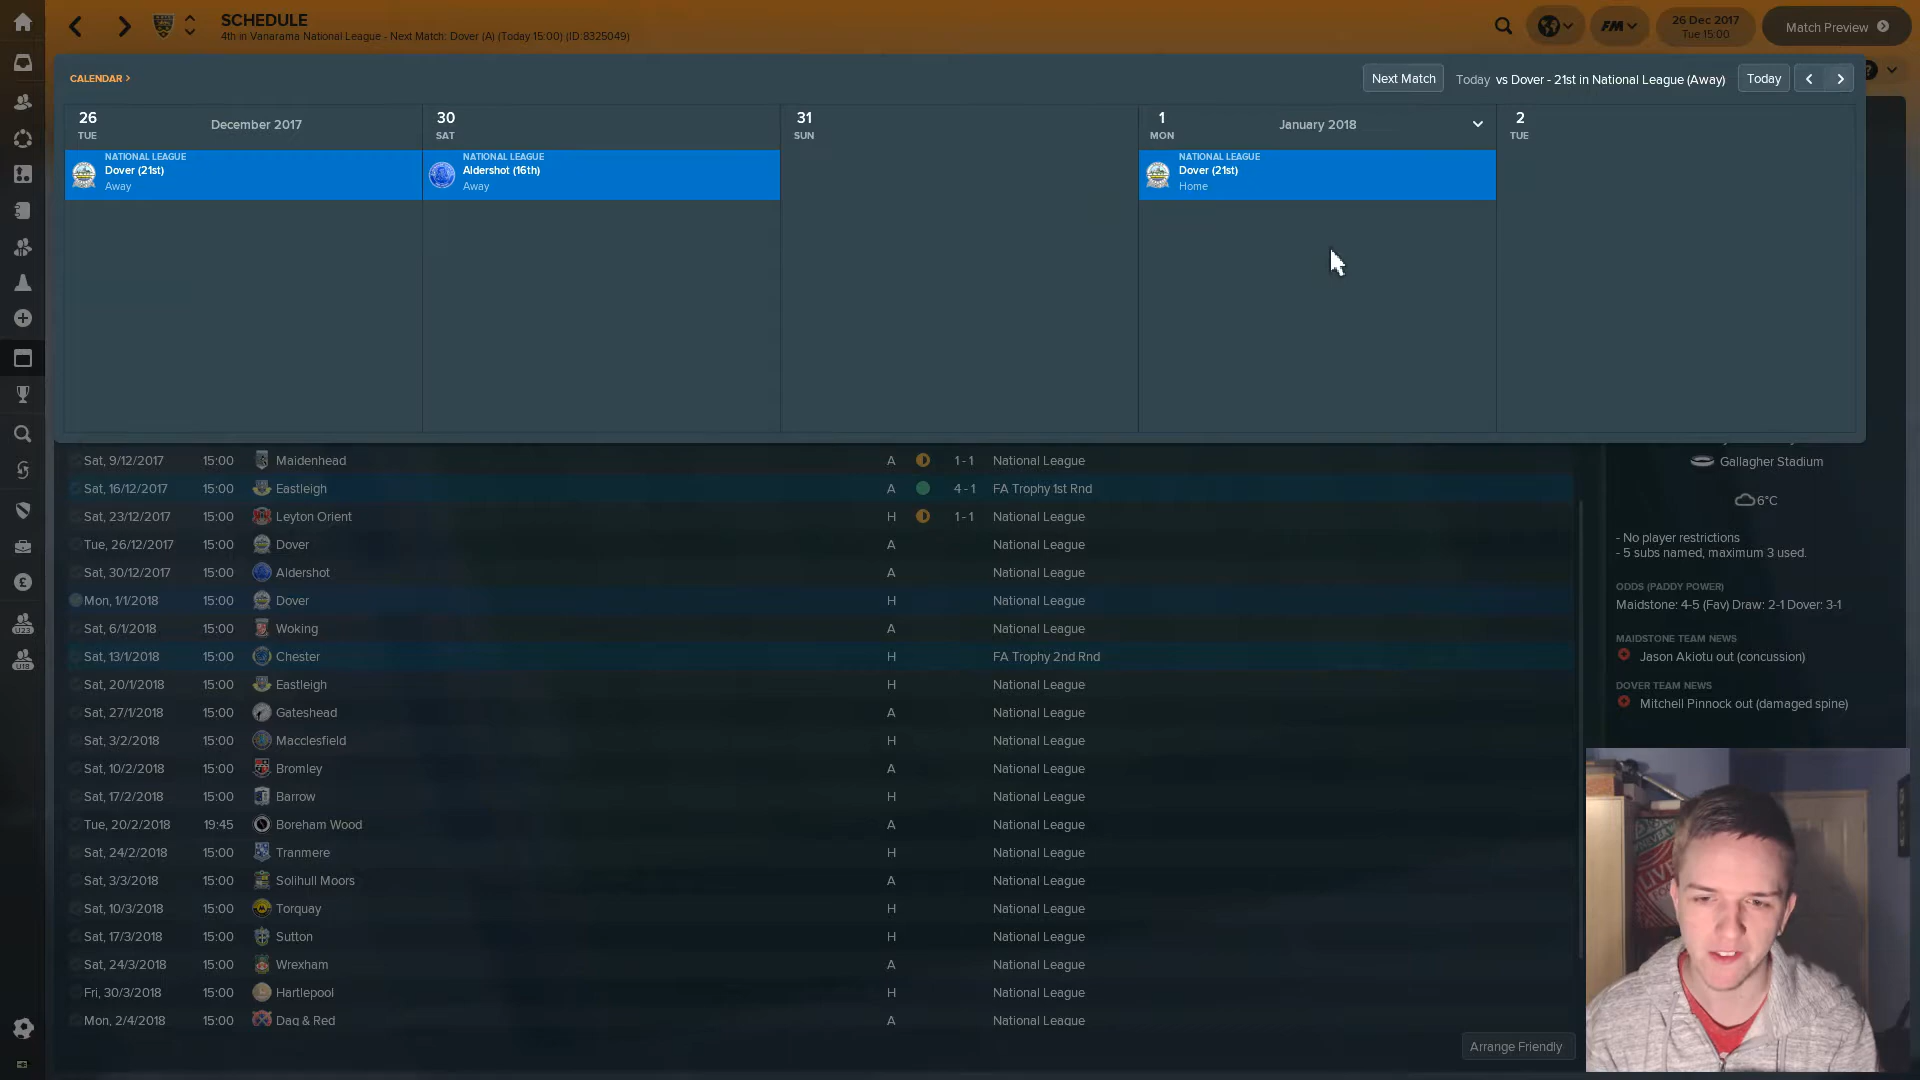 SCHEDULE
4th in Vanarama National League - Next Match: Dover (A) (Today 15:00) (ID:8325049)
FM
26 Dec 2017
Tue 15:00
Match Preview
CALENDAR >
Next Match
Today vs Dover - 21st in National League (Away)
Today
26
TUE
December 2017
30
SAT
31
SUN
1
MON
January 2018
2
TUE
NATIONAL LEAGUE
Dover (21st)
Away
NATIONAL LEAGUE
Aldershot (16th)
Away
NATIONAL LEAGUE
Dover (21st)
Home
Sat, 9/12/2017 15:00 Maidenhead A 1 - 1 National League
Sat, 16/12/2017 15:00 Eastleigh A 4 - 1 FA Trophy 1st Rnd
Sat, 23/12/2017 15:00 Leyton Orient H 1 - 1 National League
Tue, 26/12/2017 15:00 Dover A National League
Sat, 30/12/2017 15:00 Aldershot A National League
Mon, 1/1/2018 15:00 Dover H National League
Sat, 6/1/2018 15:00 Woking A National League
Sat, 13/1/2018 15:00 Chester H FA Trophy 2nd Rnd
Sat, 20/1/2018 15:00 Eastleigh H National League
Sat, 27/1/2018 15:00 Gateshead A National League
Sat, 3/2/2018 15:00 Macclesfield H National League
Sat, 10/2/2018 15:00 Bromley A National League
Sat, 17/2/2018 15:00 Barrow H National League
Tue, 20/2/2018 19:45 Boreham Wood A National League
Sat, 24/2/2018 15:00 Tranmere H National League
Sat, 3/3/2018 15:00 Solihull Moors A National League
Sat, 10/3/2018 15:00 Torquay H National League
Sat, 17/3/2018 15:00 Sutton H National League
Sat, 24/3/2018 15:00 Wrexham A National League
Fri, 30/3/2018 15:00 Hartlepool H National League
Mon, 2/4/2018 15:00 Dag & Red A National League
Gallagher Stadium
6°C
- No player restrictions
- 5 subs named, maximum 3 used.
ODDS (PADDY POWER)
Maidstone: 4-5 (Fav) Draw: 2-1 Dover: 3-1
MAIDSTONE TEAM NEWS
Jason Akiotu out (concussion)
DOVER TEAM NEWS
Mitchell Pinnock out (damaged spine)
Arrange Friendly
U23
U18